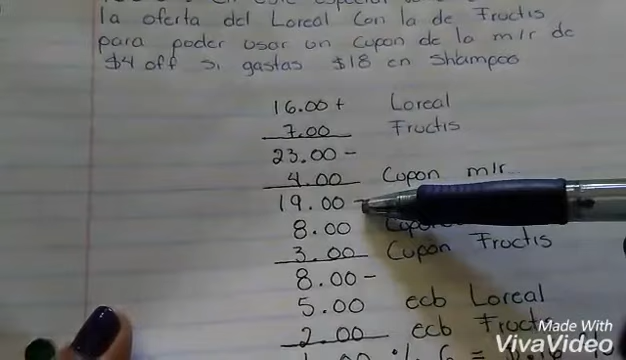 la oferta del Loreal con la de Fructis
para poder usar un cupon de la m/r de
$4 off si gastas $18 en shampoo
16.00 + Loreal
7.00 Fructis
23.00 -
4.00 Cupon m/r
19.00 -
8.00
3.00 Cupon Fructis
8.00 -
5.00 ecb Loreal
2.00 ecb Fructis
Made With
VivaVideo